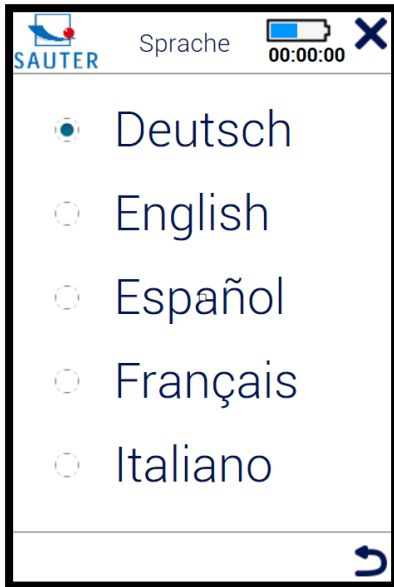 SAUTER
Sprache
00:00:00
Deutsch
English
Español
Français
Italiano